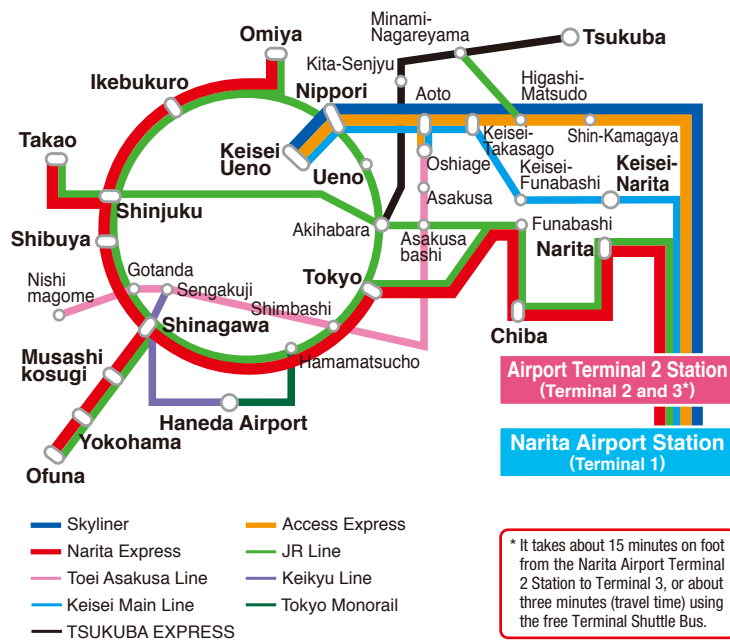 Omiya
Minami-
Nagareyama
Tsukuba
Ikebukuro
Kita-Senjyu
Nippori
Aoto
Higashi-
Matsudo
Takao
Keisei
Ueno
Ueno
Oshiage
Keisei-
Takasago
Shin-Kamagaya
Keisei-
Funabashi
Keisei-
Narita
Asakusa
Shinjuku
Akihabara
Asakusa
bashi
Funabashi
Shibuya
Narita
Nishi
magome
Gotanda
Sengakuji
Tokyo
Shimbashi
Shinagawa
Chiba
Musashi
kosugi
Hamamatsucho
Airport Terminal 2 Station
(Terminal 2 and 3*)
Haneda Airport
Yokohama
Narita Airport Station
(Terminal 1)
Ofuna
Skyliner
Access Express
Narita Express
JR Line
Toei Asakusa Line
Keikyu Line
Keisei Main Line
Tokyo Monorail
TSUKUBA EXPRESS
* It takes about 15 minutes on foot
from the Narita Airport Terminal
2 Station to Terminal 3, or about
three minutes (travel time) using
the free Terminal Shuttle Bus.